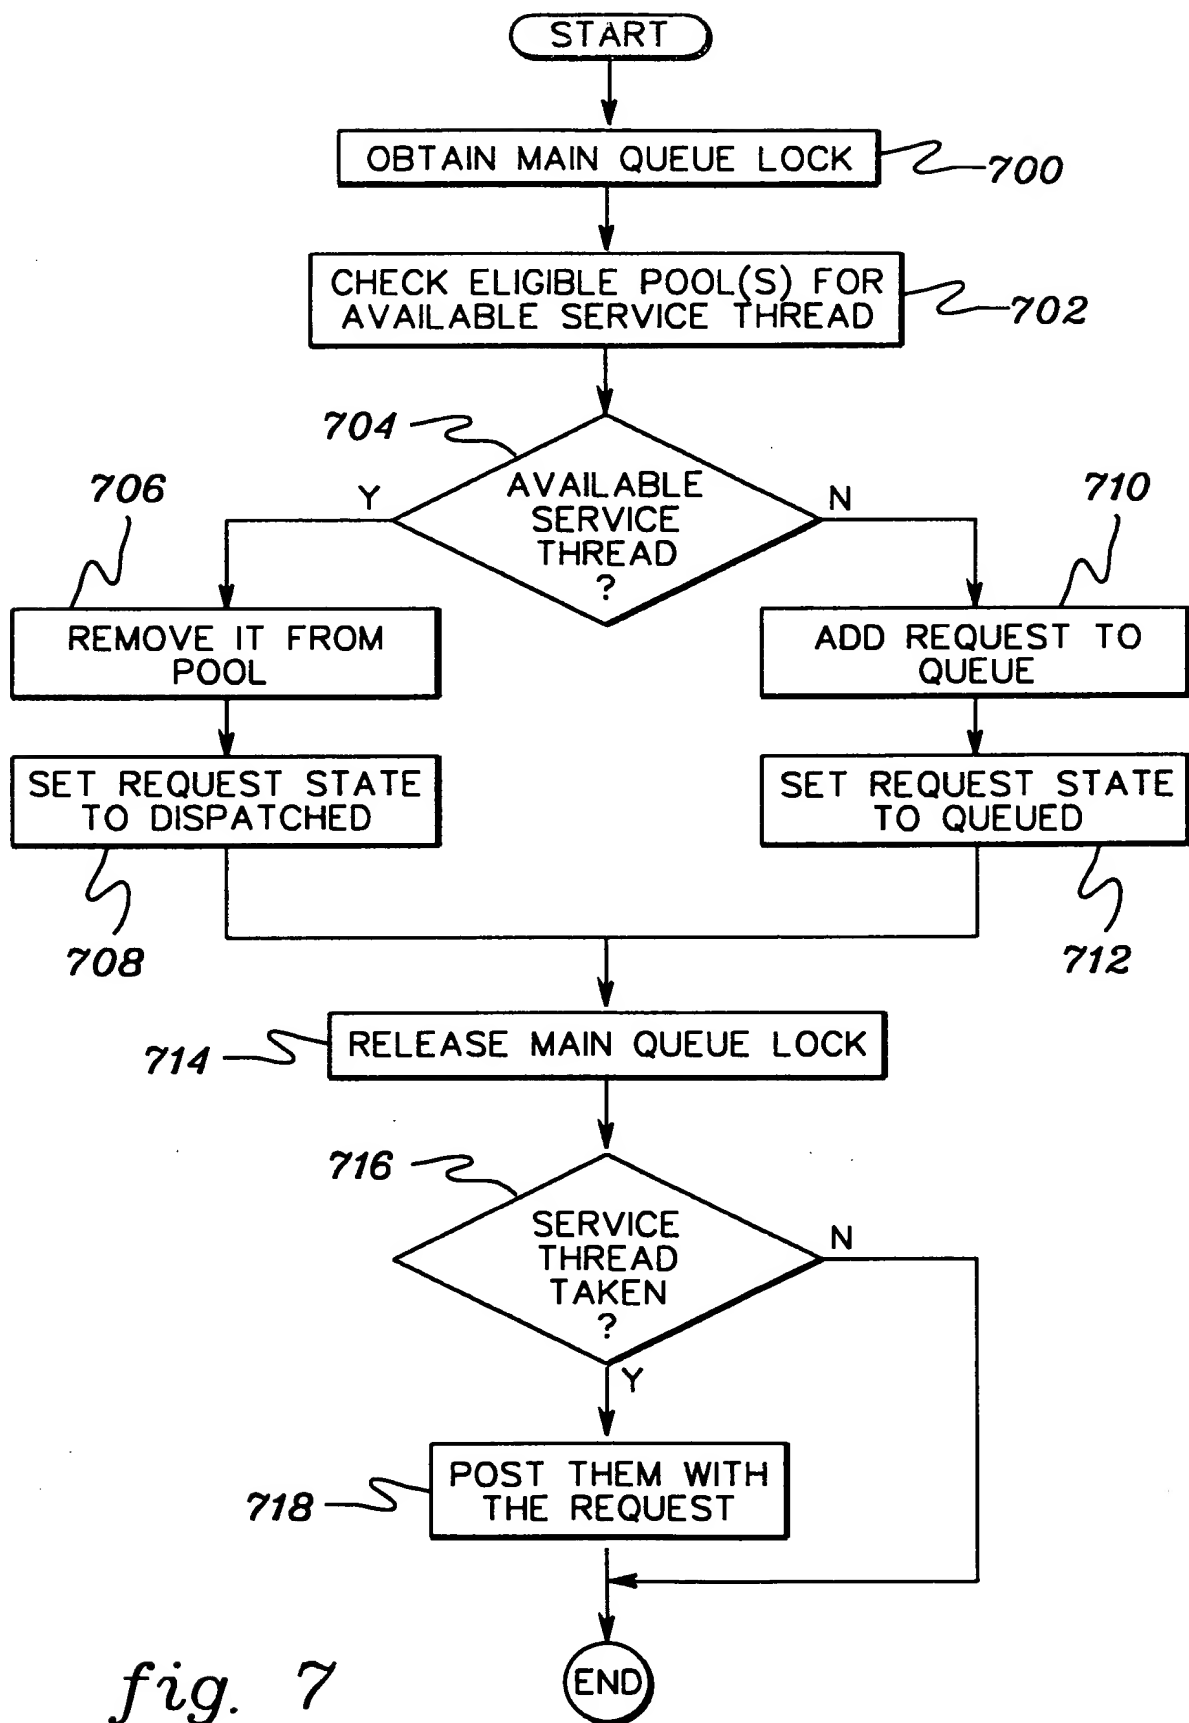 START
OBTAIN MAIN QUEUE LOCK
700
CHECK ELIGIBLE POOL(S) FOR
AVAILABLE SERVICE THREAD
702
704
AVAILABLE
SERVICE
THREAD
?
Y
N
706
710
REMOVE IT FROM
POOL
ADD REQUEST TO
QUEUE
SET REQUEST STATE
TO DISPATCHED
SET REQUEST STATE
TO QUEUED
708
712
RELEASE MAIN QUEUE LOCK
714
716
SERVICE
THREAD
TAKEN
?
N
Y
POST THEM WITH
THE REQUEST
718
END
fig. 7